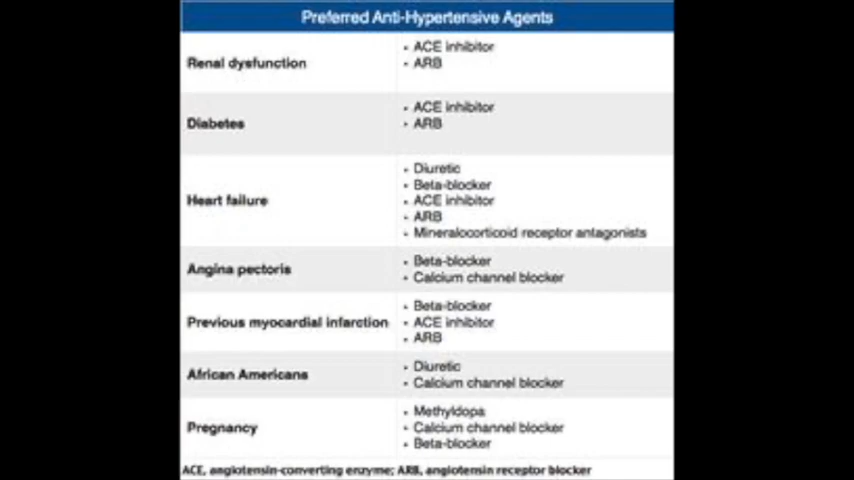 Preferred Anti-Hypertensive Agents
Renal dysfunction
• ACE inhibitor
• ARB
Diabetes
• ACE inhibitor
• ARB
Heart failure
• Diuretic
• Beta-blocker
• ACE inhibitor
• ARB
• Mineralocorticoid receptor antagonists
Angina pectoris
• Beta-blocker
• Calcium channel blocker
Previous myocardial infarction
• Beta-blocker
• ACE inhibitor
• ARB
African Americans
• Diuretic
• Calcium channel blocker
Pregnancy
• Methyldopa
• Calcium channel blocker
• Beta-blocker
ACE, angiotensin-converting enzyme; ARB, angiotensin receptor blocker